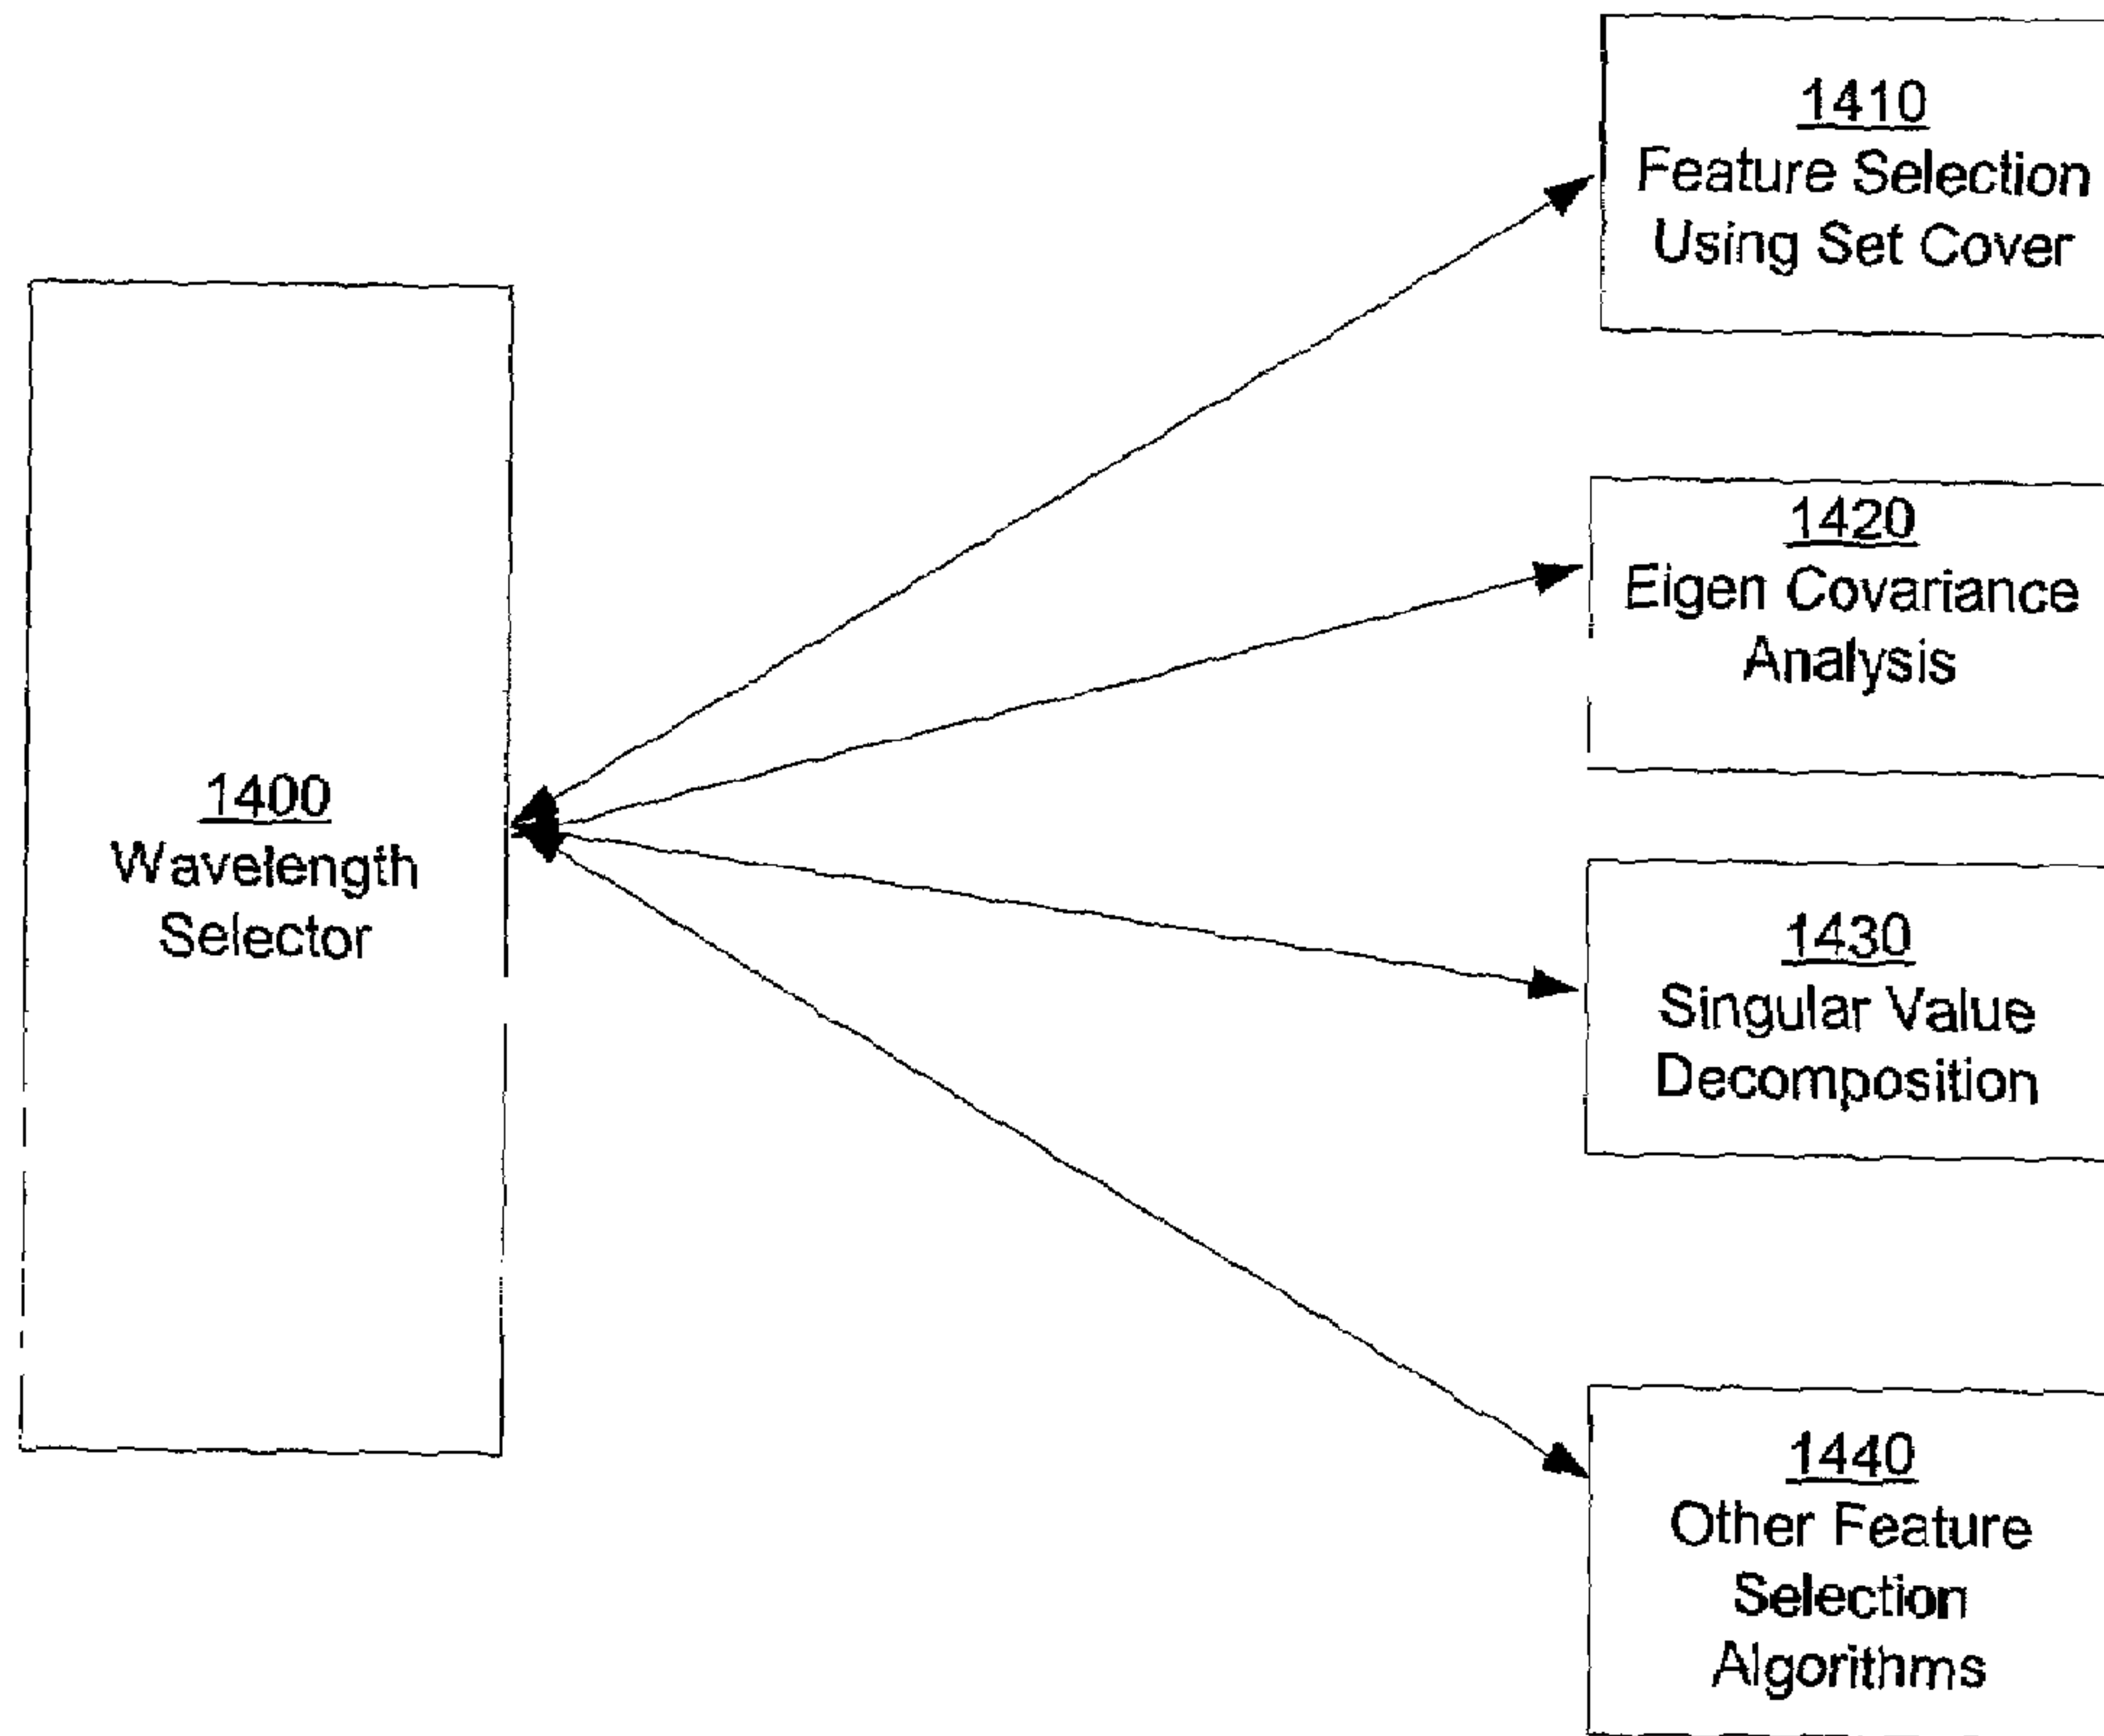 1400
Wavelength
Selector
1410
Feature Selection
Using Set Cover
1420
Eigen Covariance
Analysis
1430
Singular Value
Decomposition
1440
Other Feature
Selection
Algorithms